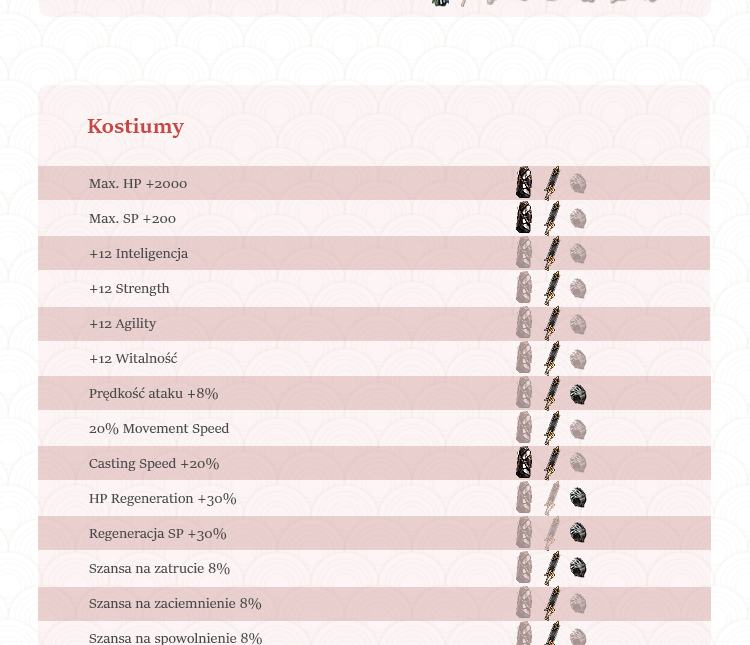 Kostiumy
Max. HP +2000
Max. SP +200
+12 Inteligencja
+12 Strength
+12 Agility
+12 Witalność
Prędkość ataku +8%
20% Movement Speed
Casting Speed +20%
HP Regeneration +30%
Regeneracja SP +30%
Szansa na zatrucie 8%
Szansa na zaciemnienie 8%
Szansa na spowolnienie 8%